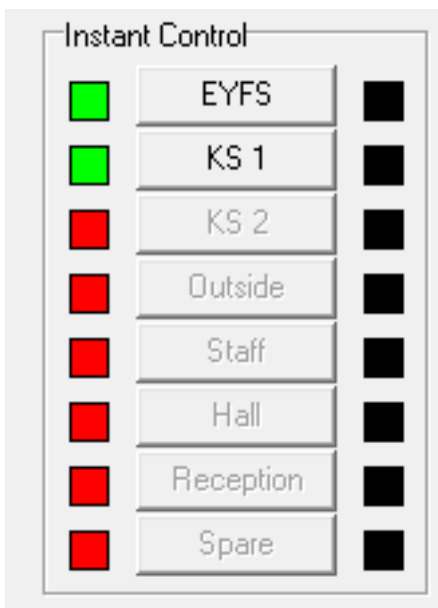 Instant Control
EYFS
KS 1
KS 2
Outside
Staff
Hall
Reception
Spare